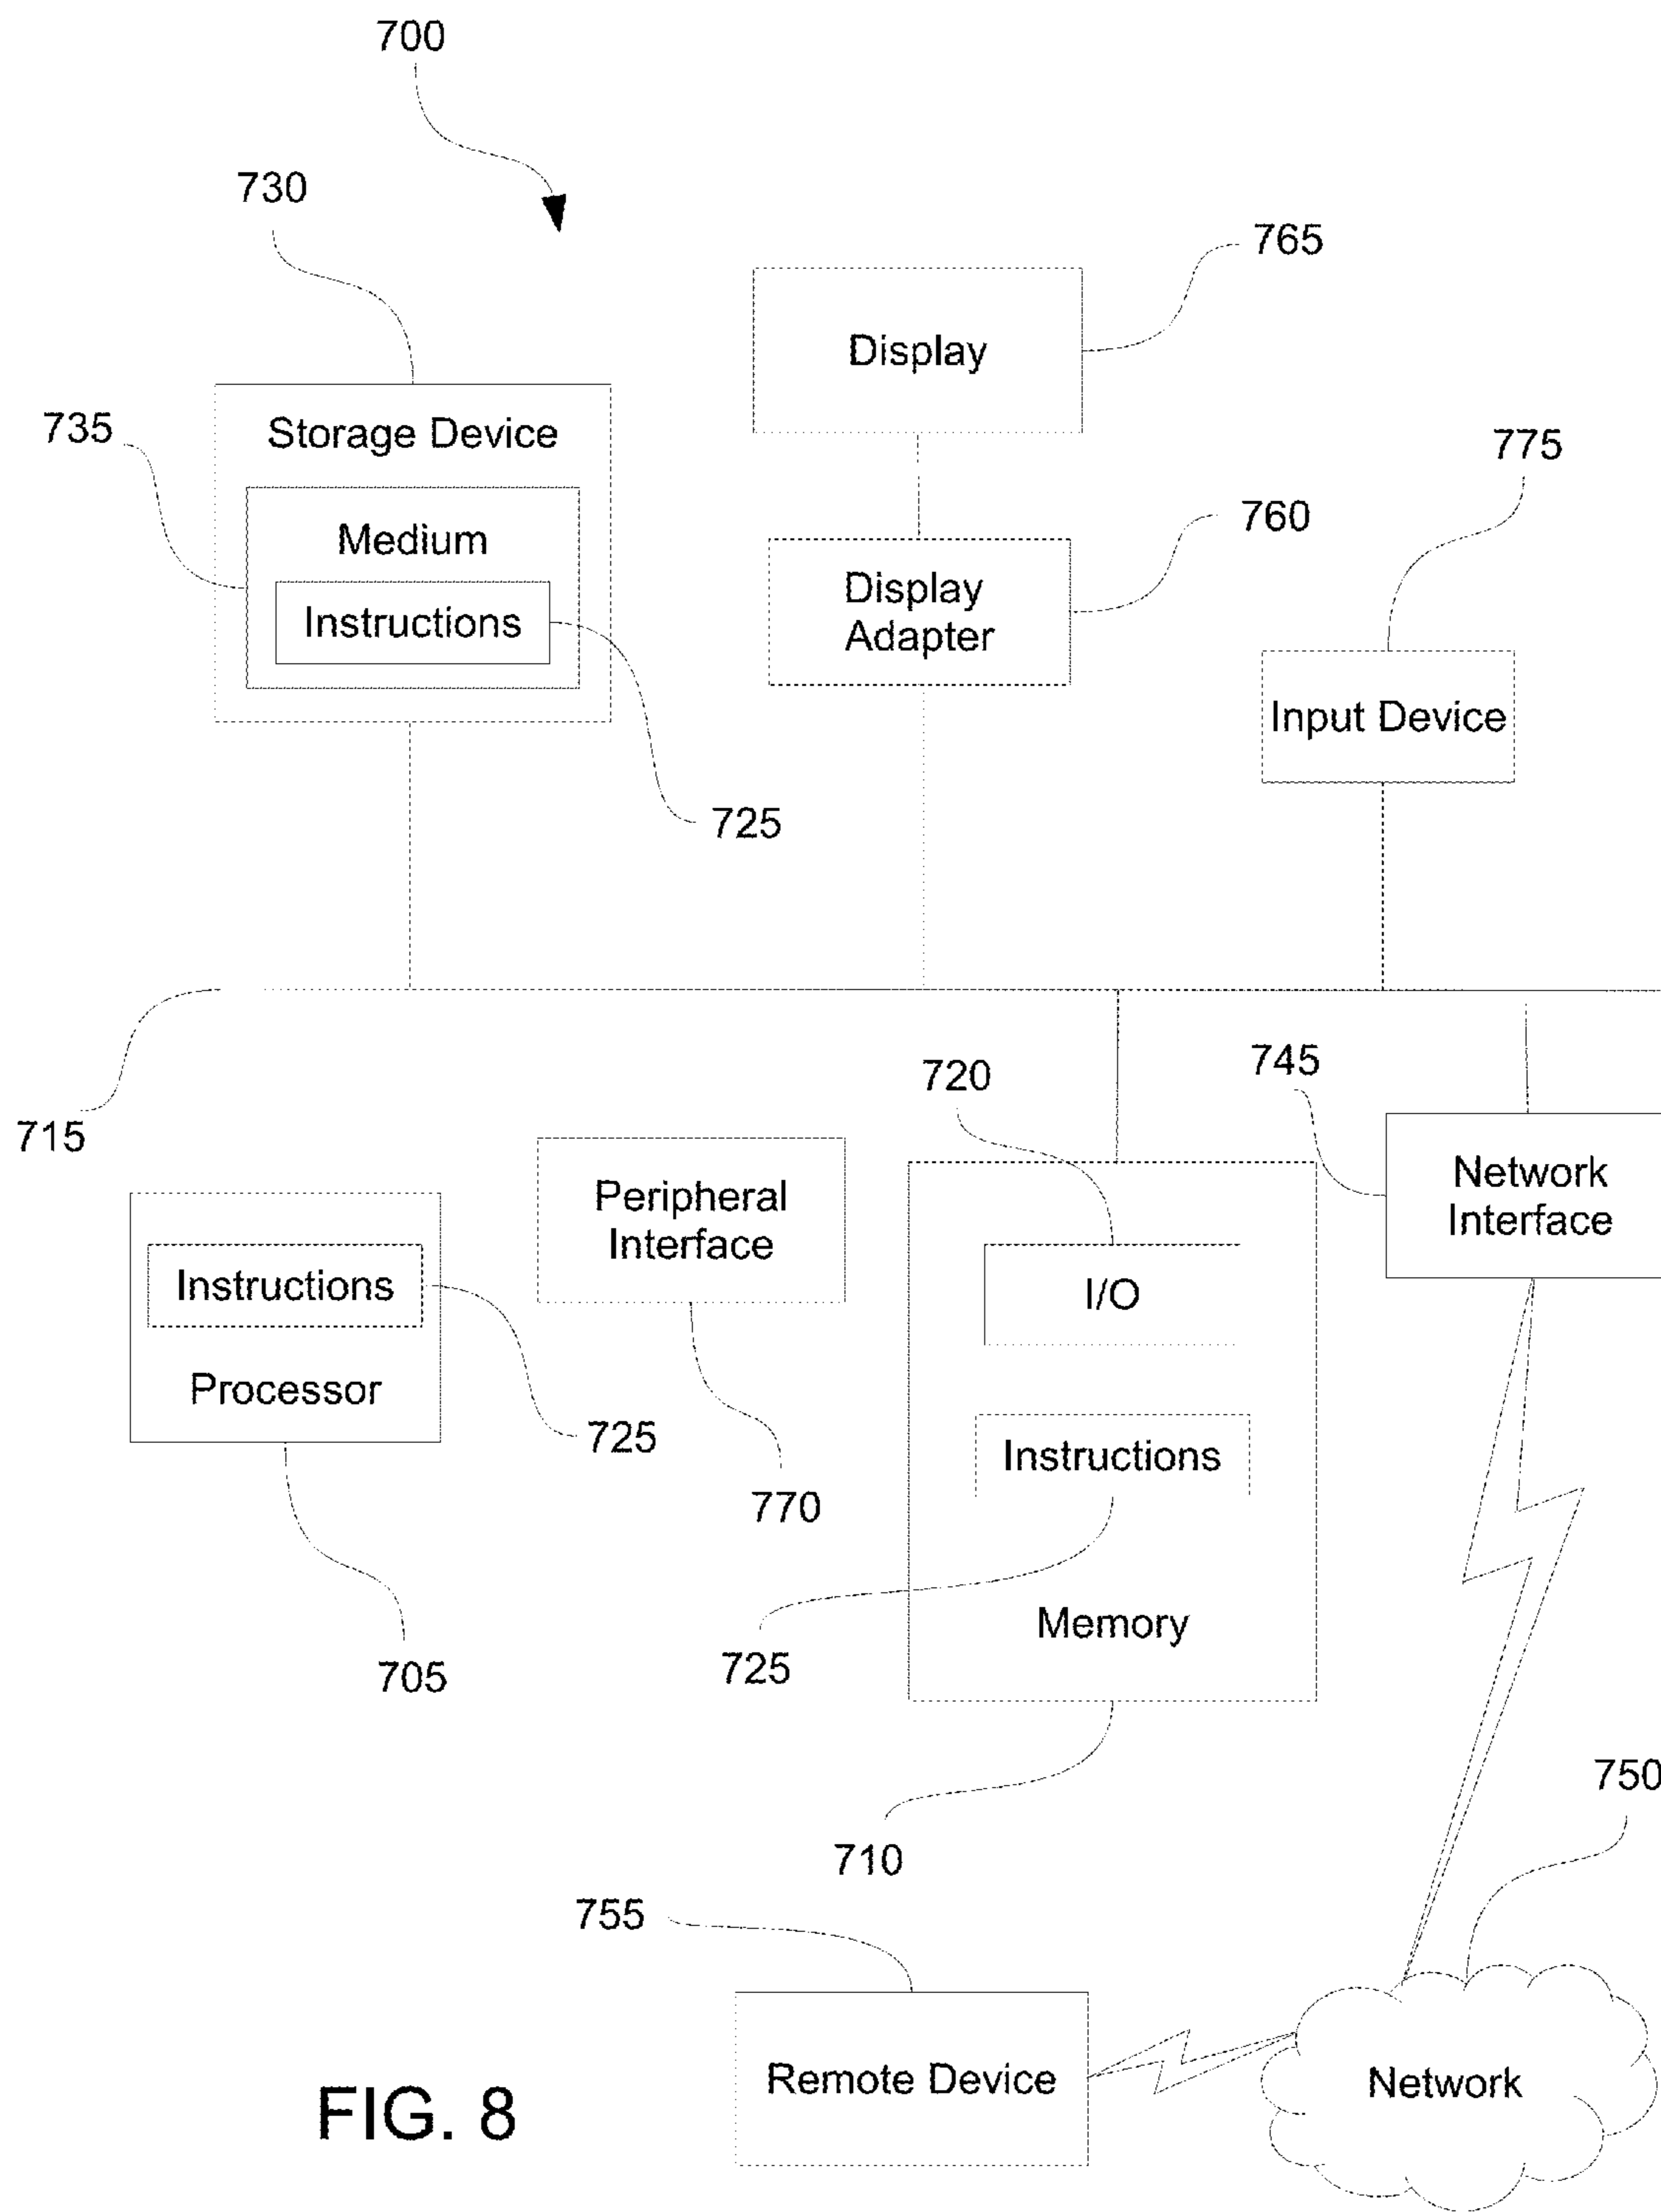 700
730
765
Display
735
Storage Device
775
Medium
760
Display
Adapter
Instructions
Input Device
725
715
720
745
Peripheral
Interface
Network
Interface
Instructions
I/O
Processor
725
Instructions
770
Memory
705
725
750
710
755
Remote Device
Network
FIG. 8